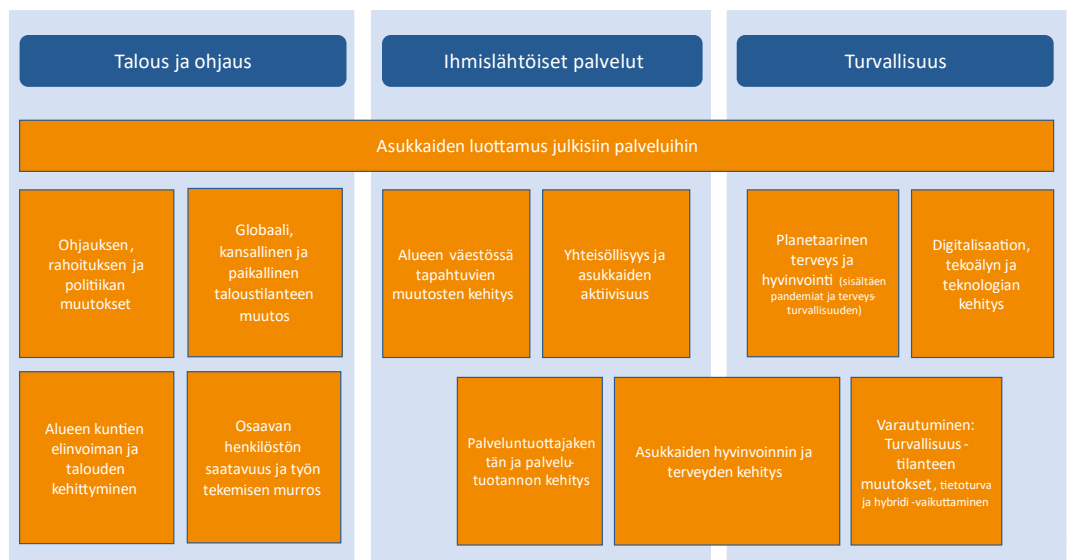 Talous ja ohjaus
Ihmislähtöiset palvelut
Turvallisuus
Asukkaiden luottamus julkisiin palveluihin
Ohjauksen,
rahoituksen ja
politiikan
muutokset
Globaali,
kansallinen ja
paikallinen
taloustilanteen
muutos
Alueen väestössä
tapahtuvien
muutosten kehitys
Yhteisöllisyys ja
asukkaiden
aktiivisuus
Planetaarinen
terveys ja
hyvinvointi (sisältäen
pandemiat ja terveys-
turvallisuuden)
Digitalisaation,
tekoälyn ja
teknologian
kehitys
Alueen kuntien
elinvoiman ja
talouden
kehittyminen
Osaavan
henkilöstön
saatavuus ja työn
tekemisen murros
Palveluntuottajaken
tän ja palvelu-
tuotannon kehitys
Asukkaiden hyvinvoinnin ja
terveyden kehitys
Varautuminen:
Turvallisuus-
tilanteen
muutokset, tietoturva
ja hybridi-vaikuttaminen